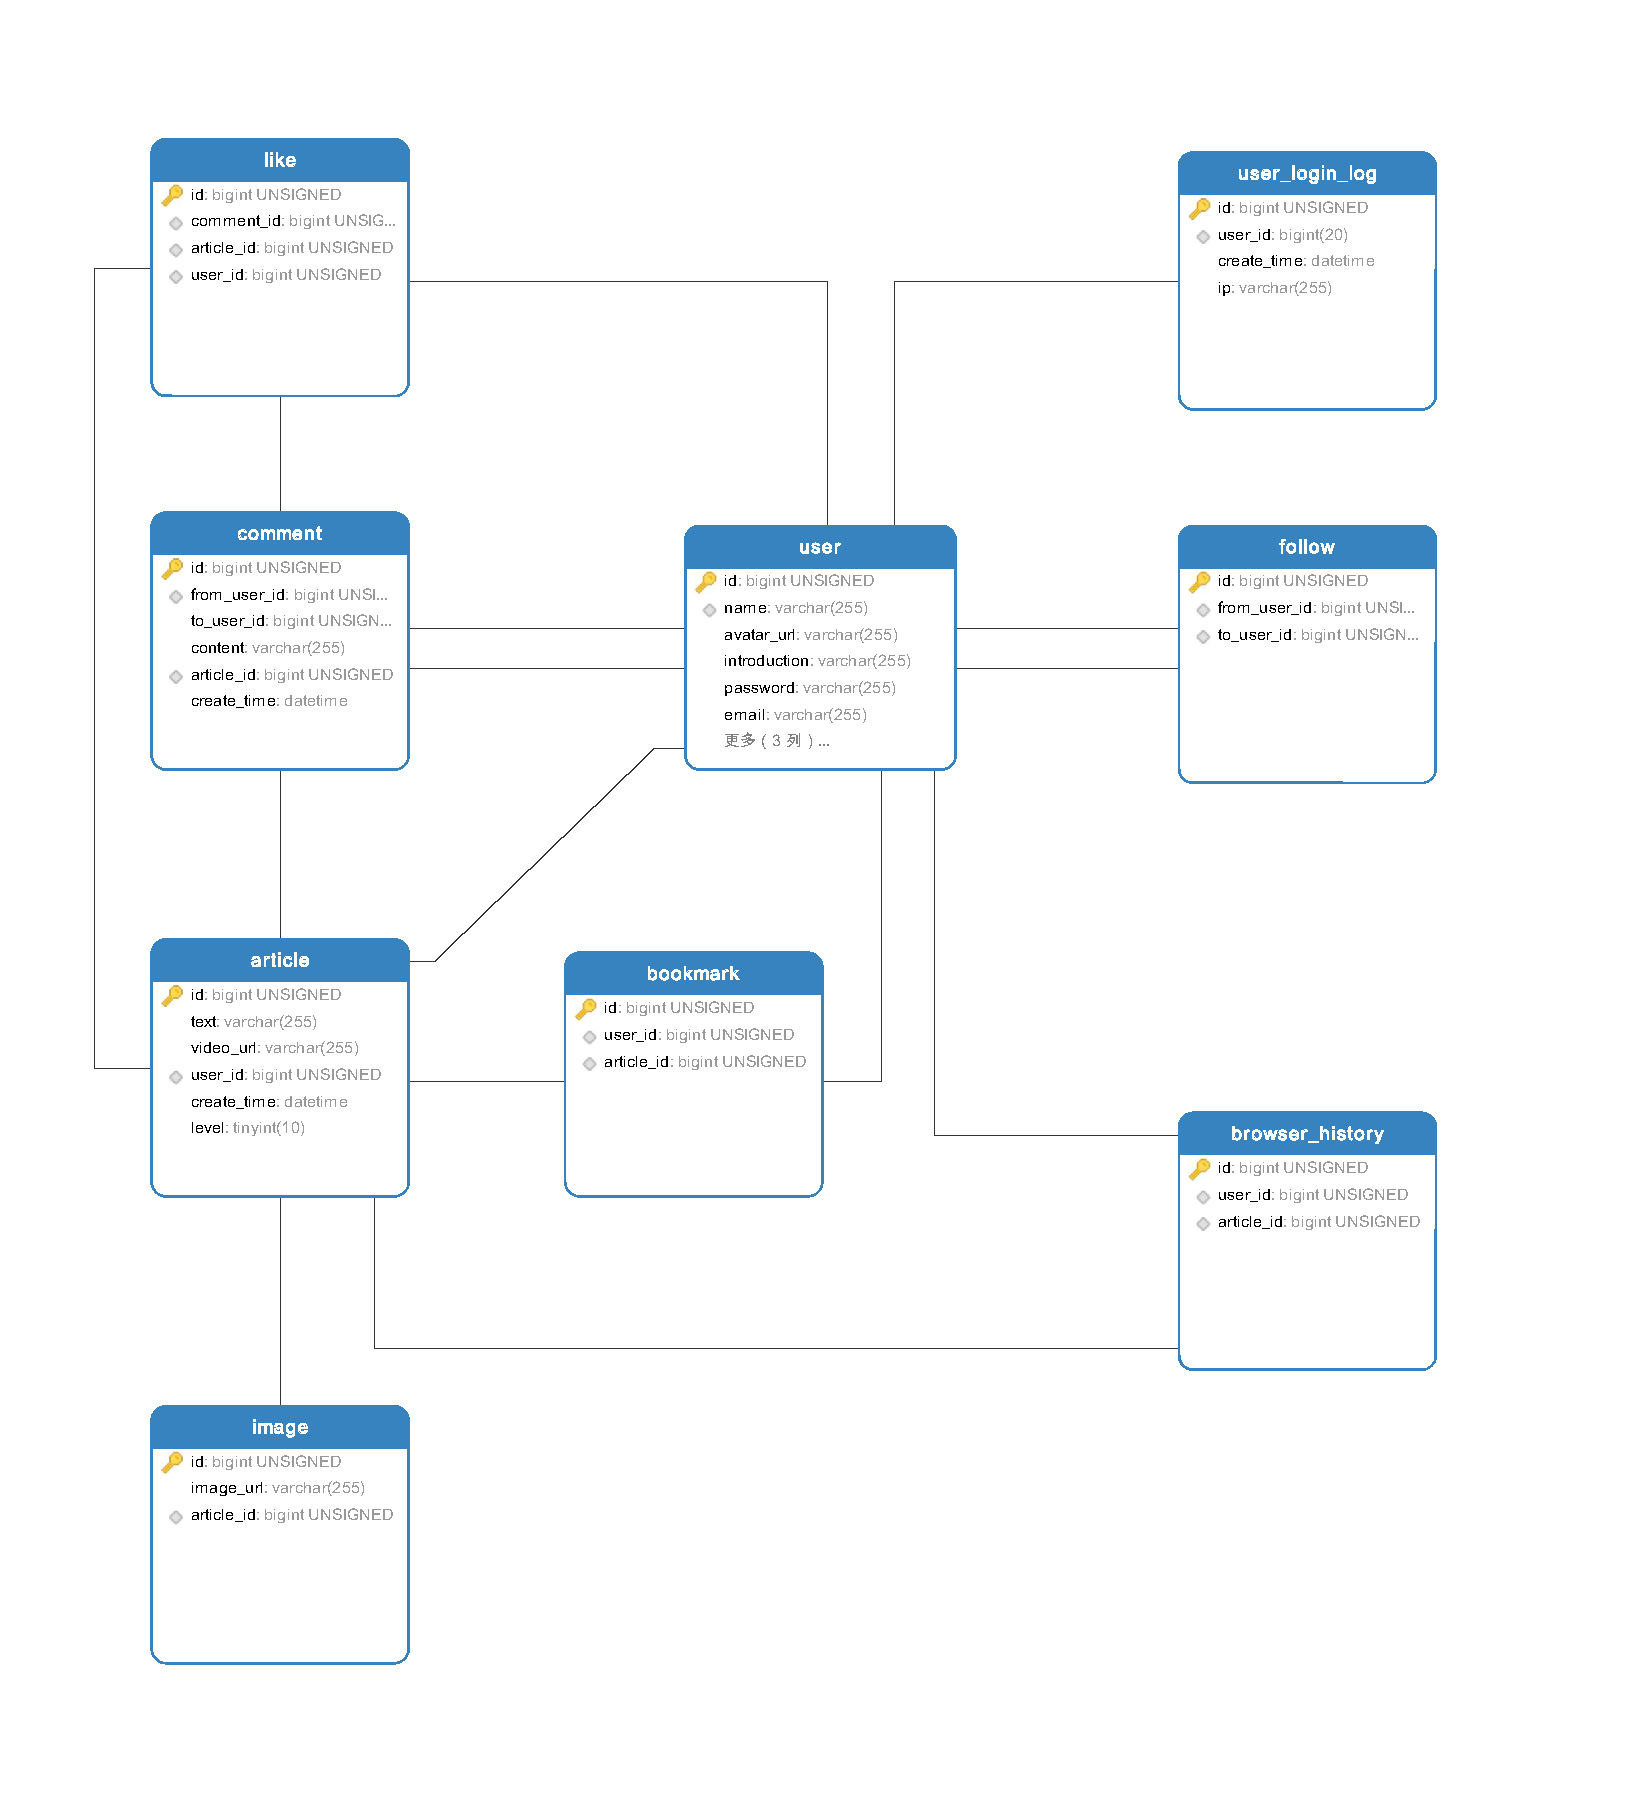 like
id: bigint UNSIGNED
comment_id: bigint UNSIG...
article_id: bigint UNSIGNED
user_id: bigint UNSIGNED
user_login_log
id: bigint UNSIGNED
user_id: bigint(20)
create_time: datetime
ip: varchar(255)
comment
id: bigint UNSIGNED
from_user_id: bigint UNSI...
to_user_id: bigint UNSIGN...
content: varchar(255)
article_id: bigint UNSIGNED
create_time: datetime
user
id: bigint UNSIGNED
name: varchar(255)
avatar_url: varchar(255)
introduction: varchar(255)
password: varchar(255)
email: varchar(255)
更多 ( 3 列 ) ...
follow
id: bigint UNSIGNED
from_user_id: bigint UNSI...
to_user_id: bigint UNSIGN...
article
id: bigint UNSIGNED
text: varchar(255)
video_url: varchar(255)
user_id: bigint UNSIGNED
create_time: datetime
level: tinyint(10)
bookmark
id: bigint UNSIGNED
user_id: bigint UNSIGNED
article_id: bigint UNSIGNED
browser_history
id: bigint UNSIGNED
user_id: bigint UNSIGNED
article_id: bigint UNSIGNED
image
id: bigint UNSIGNED
image_url: varchar(255)
article_id: bigint UNSIGNED